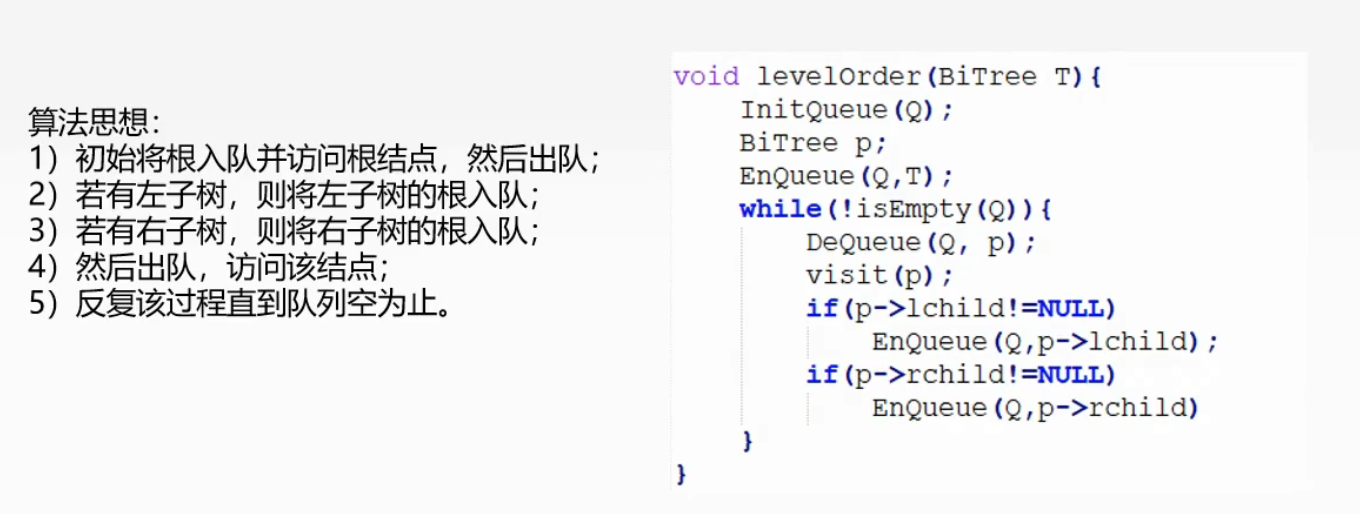 算法思想：
1）初始将根入队并访问根结点，然后出队；
2）若有左子树，则将左子树的根入队；
3）若有右子树，则将右子树的根入队；
4）然后出队，访问该结点；
5）反复该过程直到队列空为止。
void levelOrder(BiTree T){
InitQueue(Q);
BiTree p;
EnQueue(Q,T);
while(!isEmpty(Q)){
DeQueue(Q, p);
visit(p);
if(p->lchild!=NULL)
EnQueue(Q,p->lchild);
if(p->rchild!=NULL)
EnQueue(Q,p->rchild)
}
}